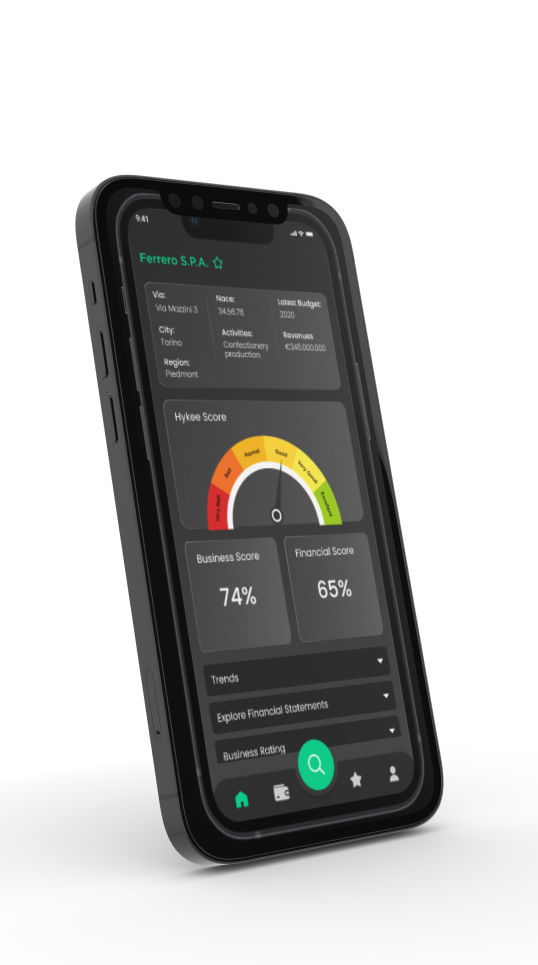 9:41
Ferrero S.P.A.
Via:
Via Mazzini 3
Nace:
34.56.78
Latest Budget:
2020
City:
Torino
Activities:
Confectionery
production
Revenues
€345.000.000
Region:
Piedmont
Hykee Score
Very Bad
Bad
Normal
Good
Very Good
Excellent
Business Score
74%
Financial Score
65%
Trends
Explore Financial Statements
Business Rating